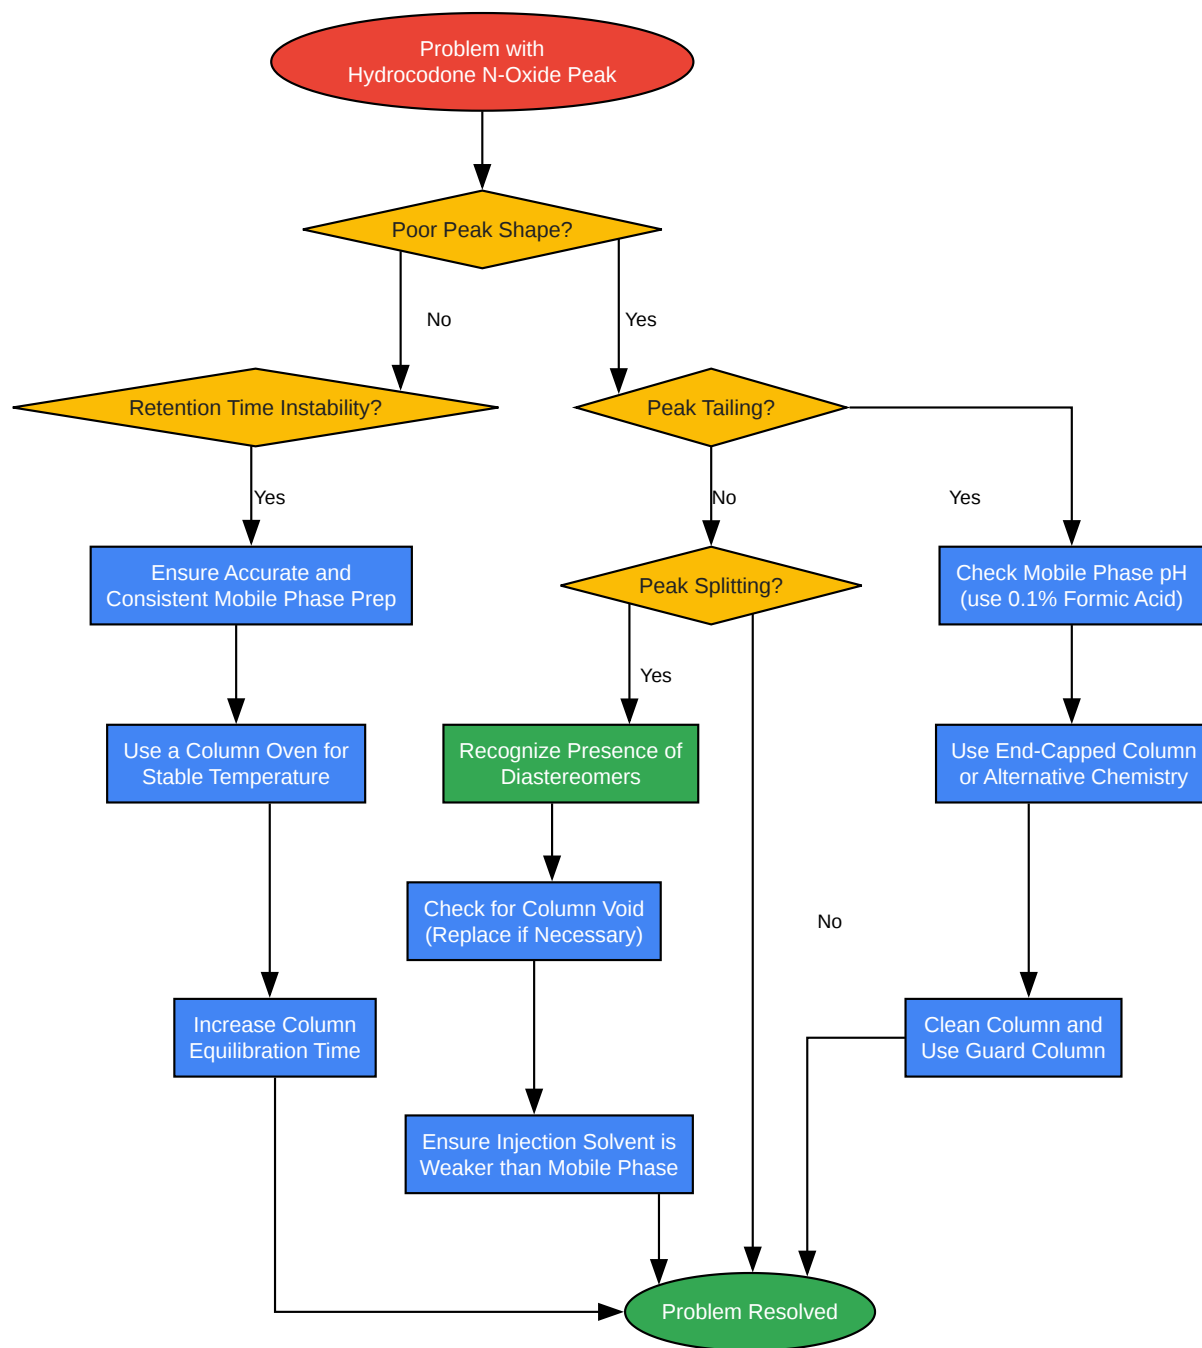 Problem with
Hydrocodone N-Oxide Peak
Poor Peak Shape?
No
Yes
Retention Time Instability?
Peak Tailing?
Yes
No
Yes
Ensure Accurate and
Consistent Mobile Phase Prep
Peak Splitting?
Check Mobile Phase pH
(use 0.1% Formic Acid)
Yes
Use a Column Oven for
Stable Temperature
Recognize Presence of
Diastereomers
Use End-Capped Column
or Alternative Chemistry
Check for Column Void
(Replace if Necessary)
No
Increase Column
Equilibration Time
Clean Column and
Use Guard Column
Ensure Injection Solvent is
Weaker than Mobile Phase
Problem Resolved